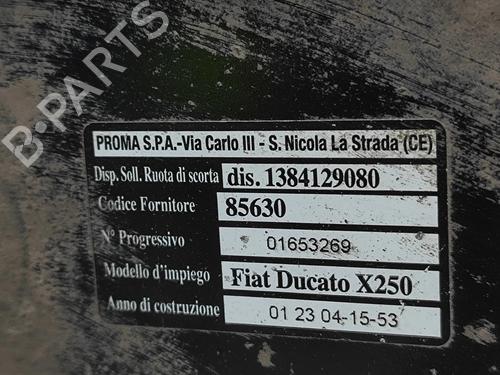 B-PARTS
PROMA S.P.A.-Via Carlo III - S. Nicola La Strada (CE)
Disp. Soll. Ruota di scorta dis. 1384129080
Codice Fornitore 85630
N° Progressivo 01653269
Modello d'impiego Fiat Ducato X250
Anno di costruzione 01 23 04-15-53